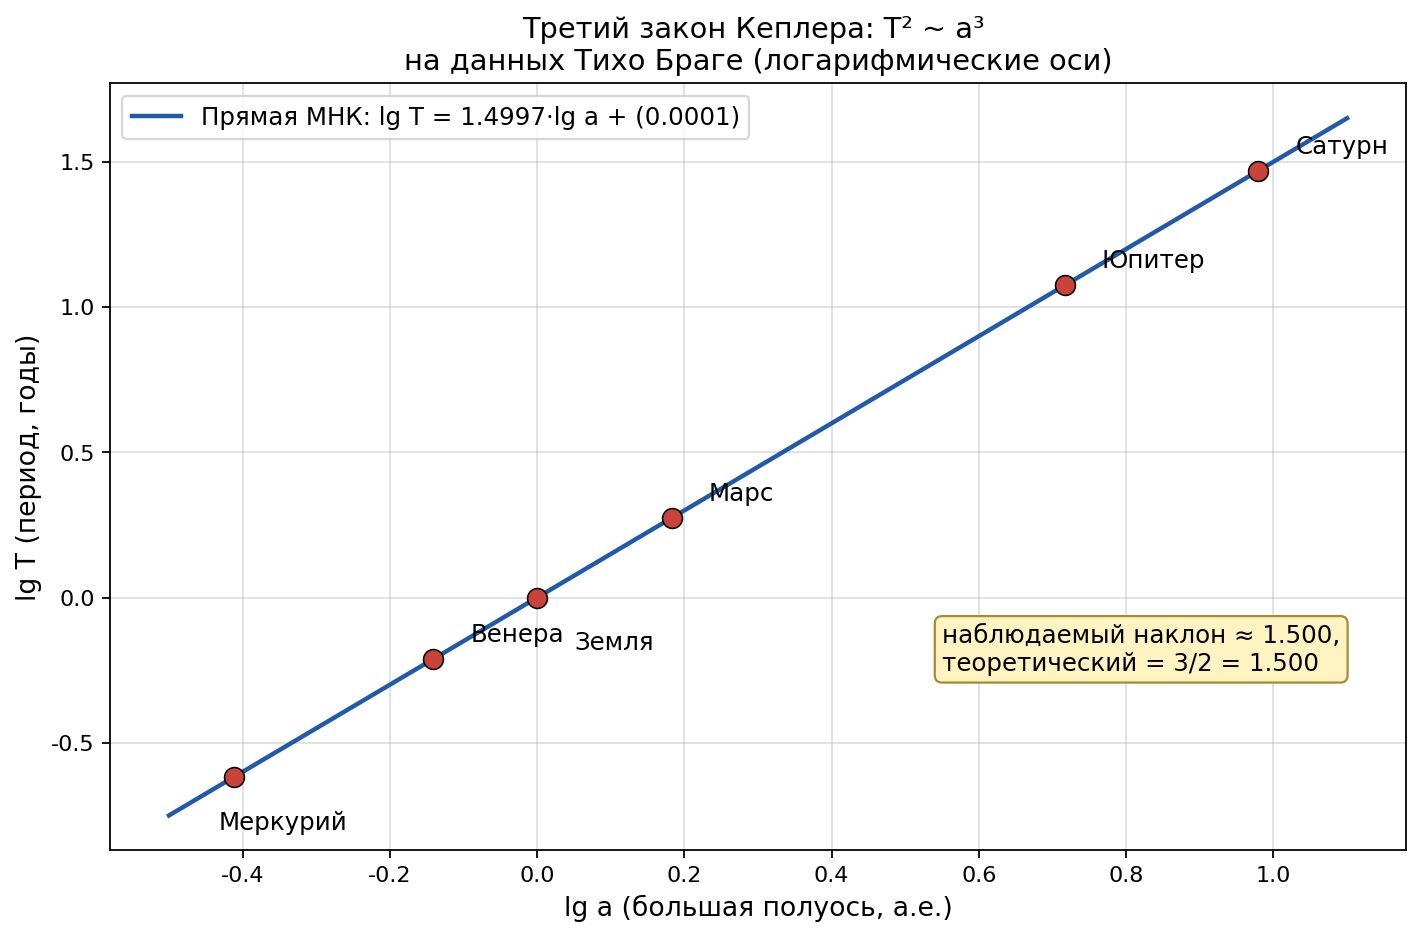 Третий закон Кеплера: T² ~ a³
на данных Тихо Браге (логарифмические оси)
Прямая МНК: lg T = 1.4997·lg a + (0.0001)
Сатурн
1.5
Юпитер
1.0
lg T (период, годы)
0.5
Марс
0.0
Венера
Земля
наблюдаемый наклон ≈ 1.500,
теоретический = 3/2 = 1.500
-0.5
Меркурий
-0.4 -0.2 0.0 0.2 0.4 0.6 0.8 1.0
lg a (большая полуось, а.е.)